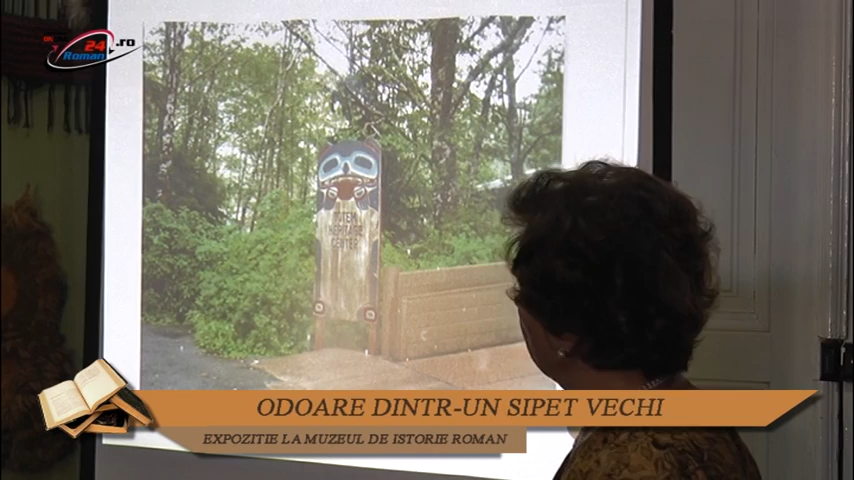 24.ro
Roman
TOTEM
HERITAGE
CENTER
ODOARE DINTR-UN SIPET VECHI
EXPOZITIE LA MUZEUL DE ISTORIE ROMAN